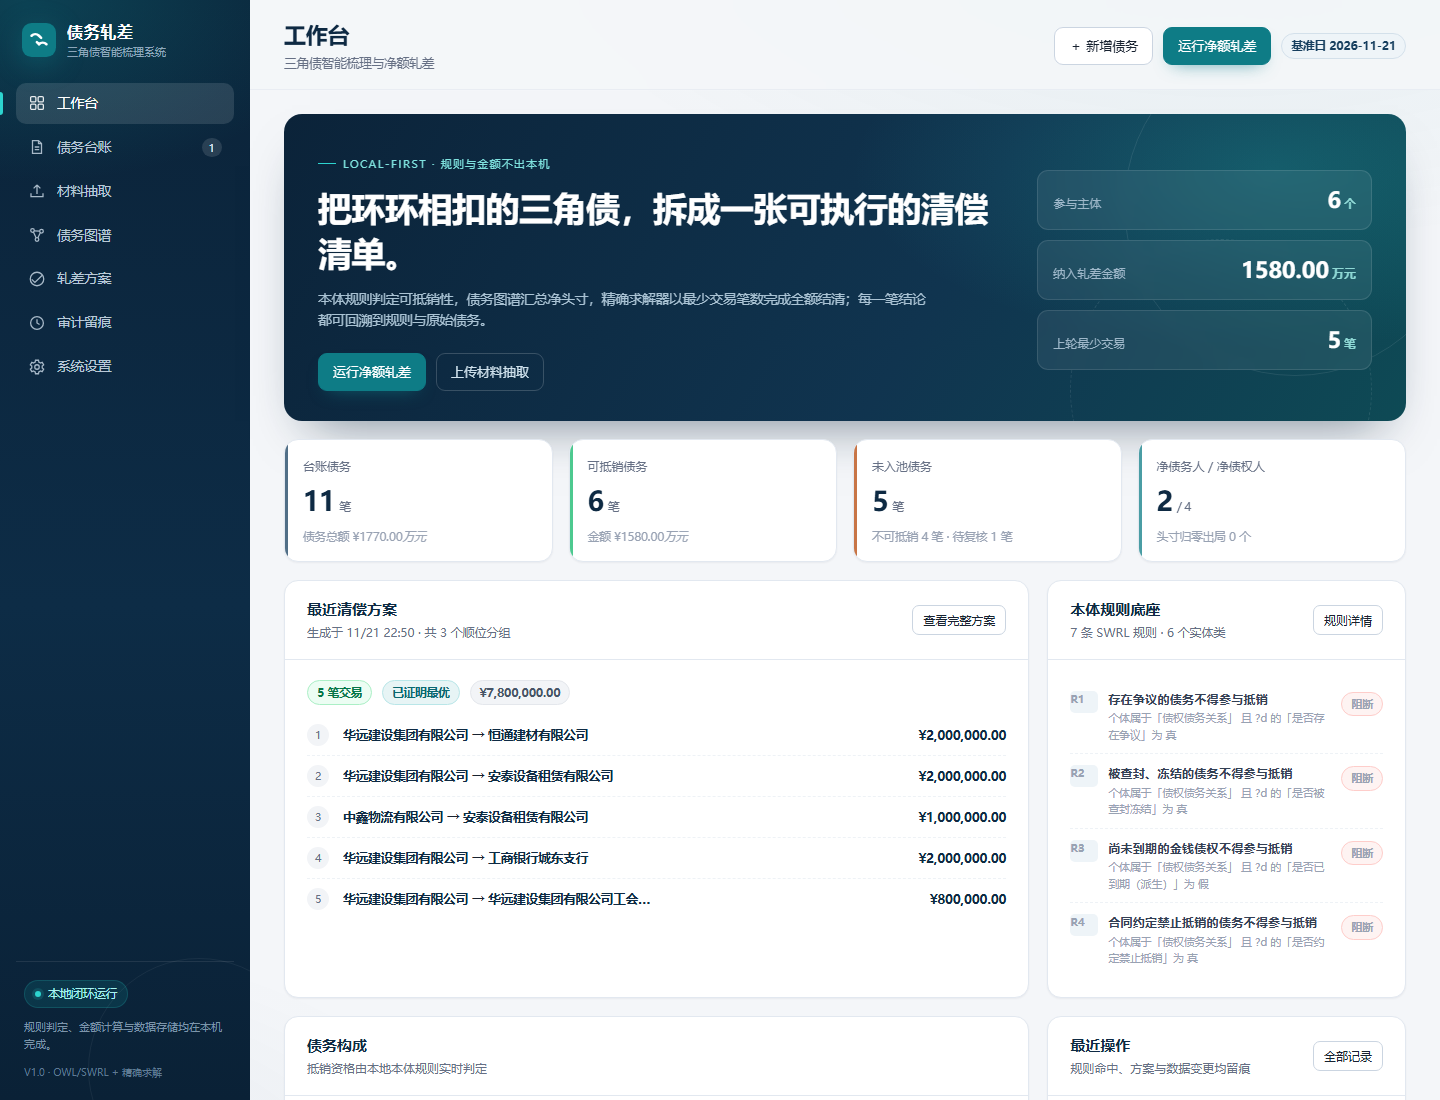 债务轧差
三角债智能梳理系统
工作台
债务台账 1
材料抽取
债务图谱
轧差方案
审计留痕
系统设置
本地闭环运行
规则判定、金额计算与数据存储均在本机
完成。
V1.0 · OWL/SWRL + 精确求解
工作台
三角债智能梳理与净额轧差
+ 新增债务
运行净额轧差
基准日 2026-11-21
LOCAL-FIRST · 规则与金额不出本机
把环环相扣的三角债，拆成一张可执行的清偿
清单。
本体规则判定可抵销性，债务图谱汇总净头寸，精确求解器以最少交易笔数完成全额结清；每一笔结论
都可回溯到规则与原始债务。
运行净额轧差
上传材料抽取
参与主体 6 个
纳入轧差金额 1580.00 万元
上轮最少交易 5 笔
台账债务
11 笔
债务总额 ¥1770.00万元
可抵销债务
6 笔
金额 ¥1580.00万元
未入池债务
5 笔
不可抵销 4 笔 · 待复核 1 笔
净债务人 / 净债权人
2 / 4
头寸归零出局 0 个
最近清偿方案
生成于 11/21 22:50 · 共 3 个顺位分组
查看完整方案
5 笔交易 已证明最优 ¥7,800,000.00
1 华远建设集团有限公司 → 恒通建材有限公司 ¥2,000,000.00
2 华远建设集团有限公司 → 安泰设备租赁有限公司 ¥2,000,000.00
3 中鑫物流有限公司 → 安泰设备租赁有限公司 ¥1,000,000.00
4 华远建设集团有限公司 → 工商银行城东支行 ¥2,000,000.00
5 华远建设集团有限公司 → 华远建设集团有限公司工会... ¥800,000.00
本体规则底座
7 条 SWRL 规则 · 6 个实体类
规则详情
R1 存在争议的债务不得参与抵销 阻断
个体属于「债权债务关系」 且 ?d 的「是否存
在争议」为 真
R2 被查封、冻结的债务不得参与抵销 阻断
个体属于「债权债务关系」 且 ?d 的「是否被
查封冻结」为 真
R3 尚未到期的金钱债权不得参与抵销 阻断
个体属于「债权债务关系」 且 ?d 的「是否已
到期（派生）」为 假
R4 合同约定禁止抵销的债务不得参与抵销 阻断
个体属于「债权债务关系」 且 ?d 的「是否约
定禁止抵销」为 真
债务构成
抵销资格由本地本体规则实时判定
最近操作
规则命中、方案与数据变更均留痕
全部记录